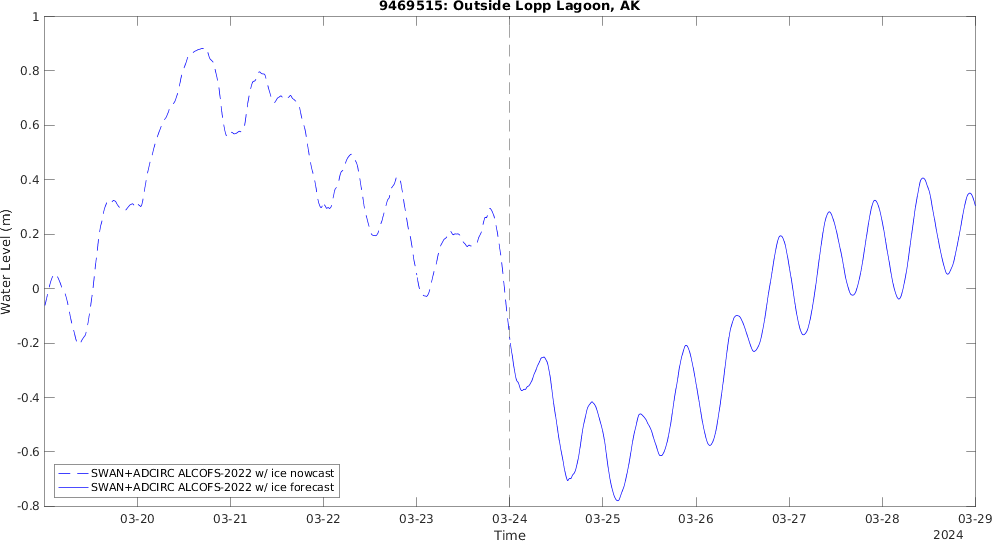 9469515: Outside Lopp Lagoon, AK
1
0.8
0.6
0.4
0.2
0
-0.2
-0.4
-0.6
-0.8
Water Level (m)
SWAN+ADCIRC ALCOFS-2022 w/ ice nowcast
SWAN+ADCIRC ALCOFS-2022 w/ ice forecast
03-20 03-21 03-22 03-23 03-24 03-25 03-26 03-27 03-28 03-29
Time
2024